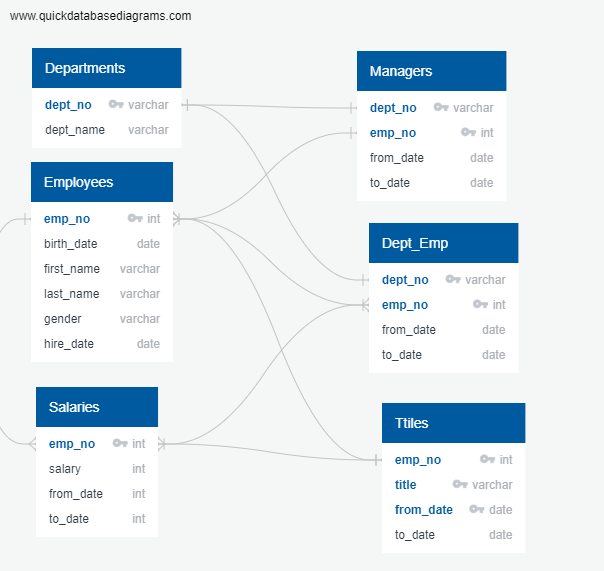 www.quickdatabasediagrams.com
Departments
dept_no varchar
dept_name varchar
Employees
emp_no int
birth_date date
first_name varchar
last_name varchar
gender varchar
hire_date date
Salaries
emp_no int
salary int
from_date int
to_date int
Managers
dept_no varchar
emp_no int
from_date date
to_date date
Dept_Emp
dept_no varchar
emp_no int
from_date date
to_date date
Ttiles
emp_no int
title varchar
from_date date
to_date date